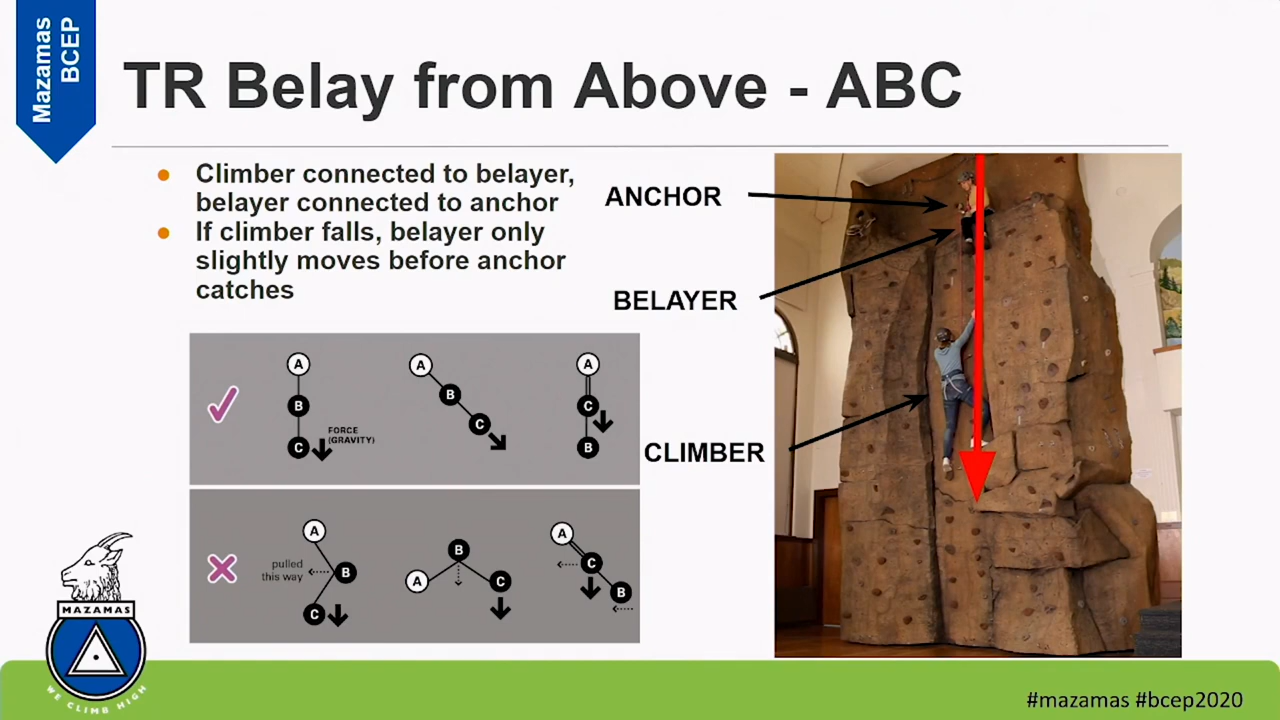 Mazamas
BCEP
TR Belay from Above - ABC
● Climber connected to belayer,
belayer connected to anchor
● If climber falls, belayer only
slightly moves before anchor
catches
ANCHOR
BELAYER
CLIMBER
A
B
C
FORCE
(GRAVITY)
A
B
C
A
C
B
A
pulled
this way
B
C
B
A
C
A
C
B
MAZAMAS
WE CLIMB HIGH
#mazamas #bcep2020